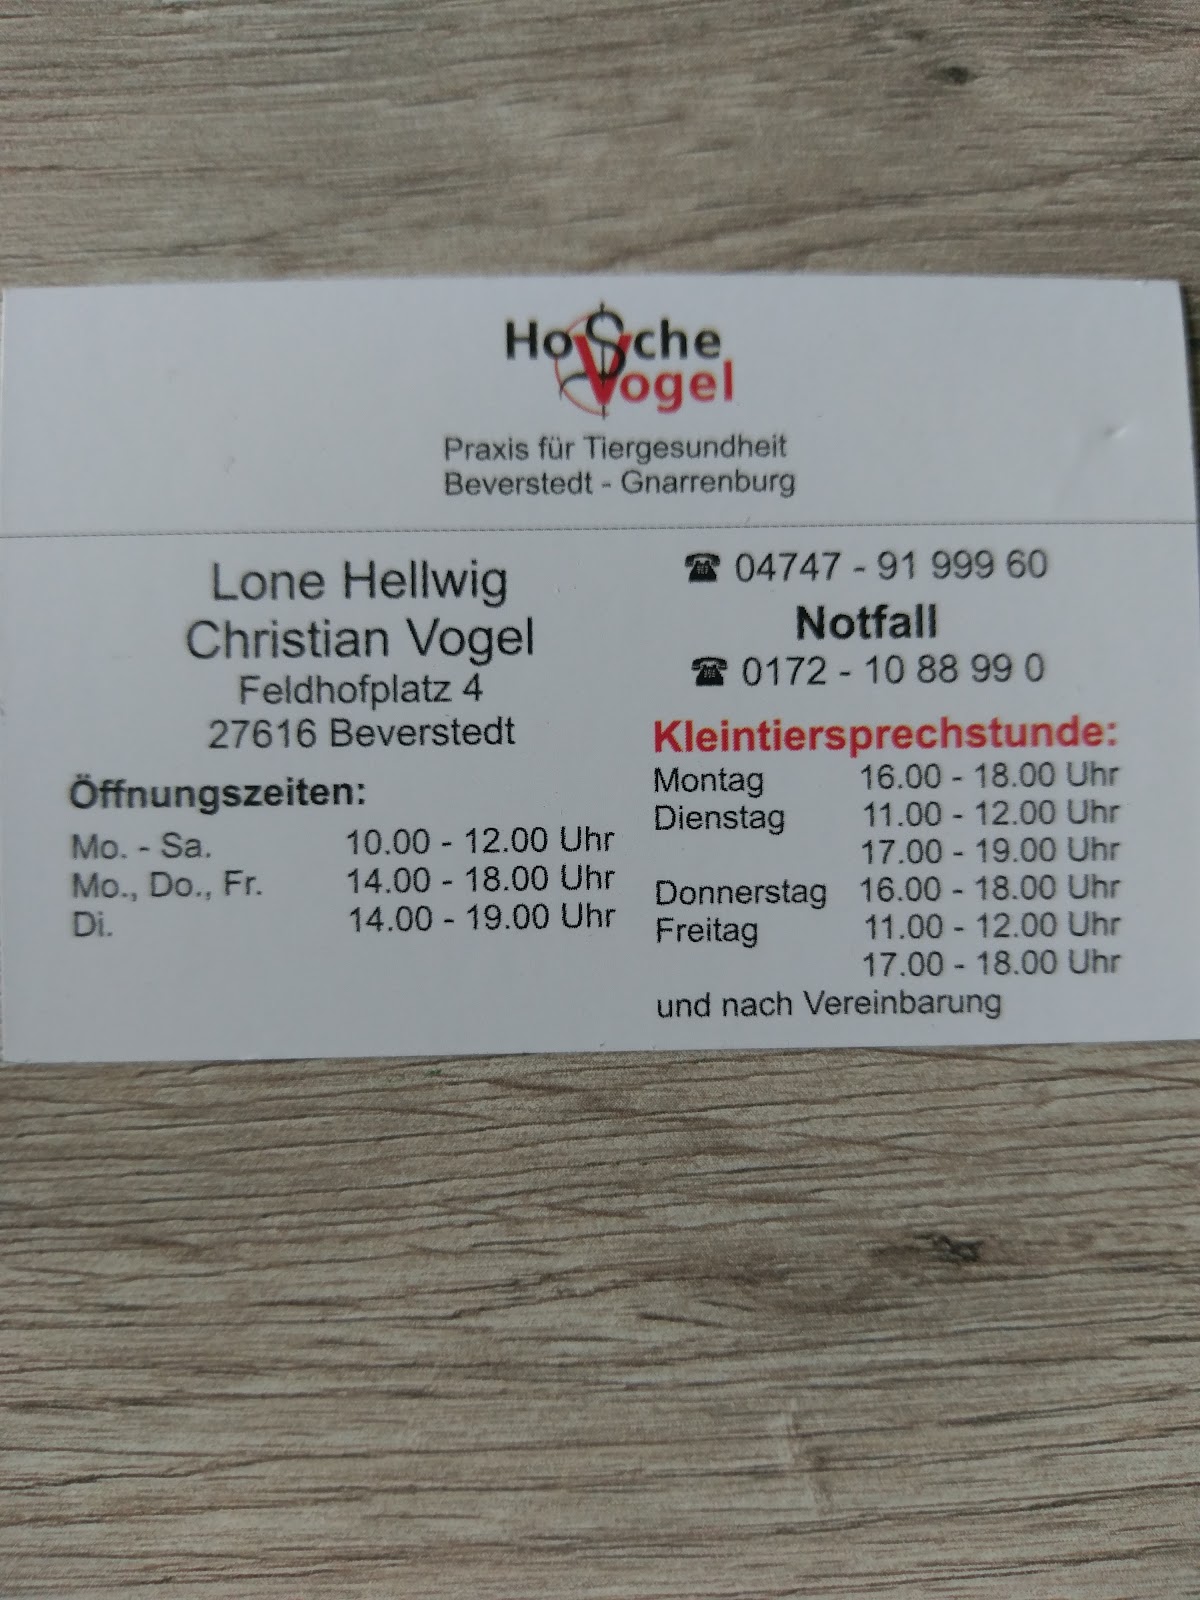 Hosche
Vogel
Praxis für Tiergesundheit
Beverstedt - Gnarrenburg
Lone Hellwig
Christian Vogel
Feldhofplatz 4
27616 Beverstedt
Öffnungszeiten:
Mo. - Sa. 10.00 - 12.00 Uhr
Mo., Do., Fr. 14.00 - 18.00 Uhr
Di. 14.00 - 19.00 Uhr
☎ 04747 - 91 999 60
Notfall
☎ 0172 - 10 88 99 0
Kleintiersprechstunde:
Montag 16.00 - 18.00 Uhr
Dienstag 11.00 - 12.00 Uhr
17.00 - 19.00 Uhr
Donnerstag 16.00 - 18.00 Uhr
Freitag 11.00 - 12.00 Uhr
17.00 - 18.00 Uhr
und nach Vereinbarung